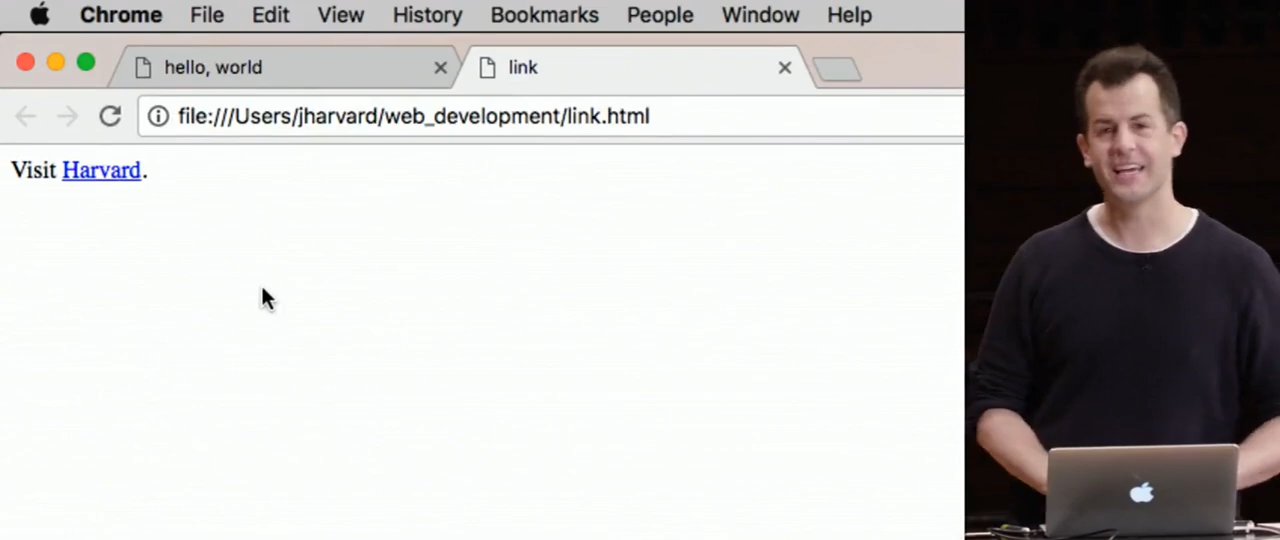 Chrome File Edit View History Bookmarks People Window Help
hello, world
link
file:///Users/jharvard/web_development/link.html
Visit Harvard.